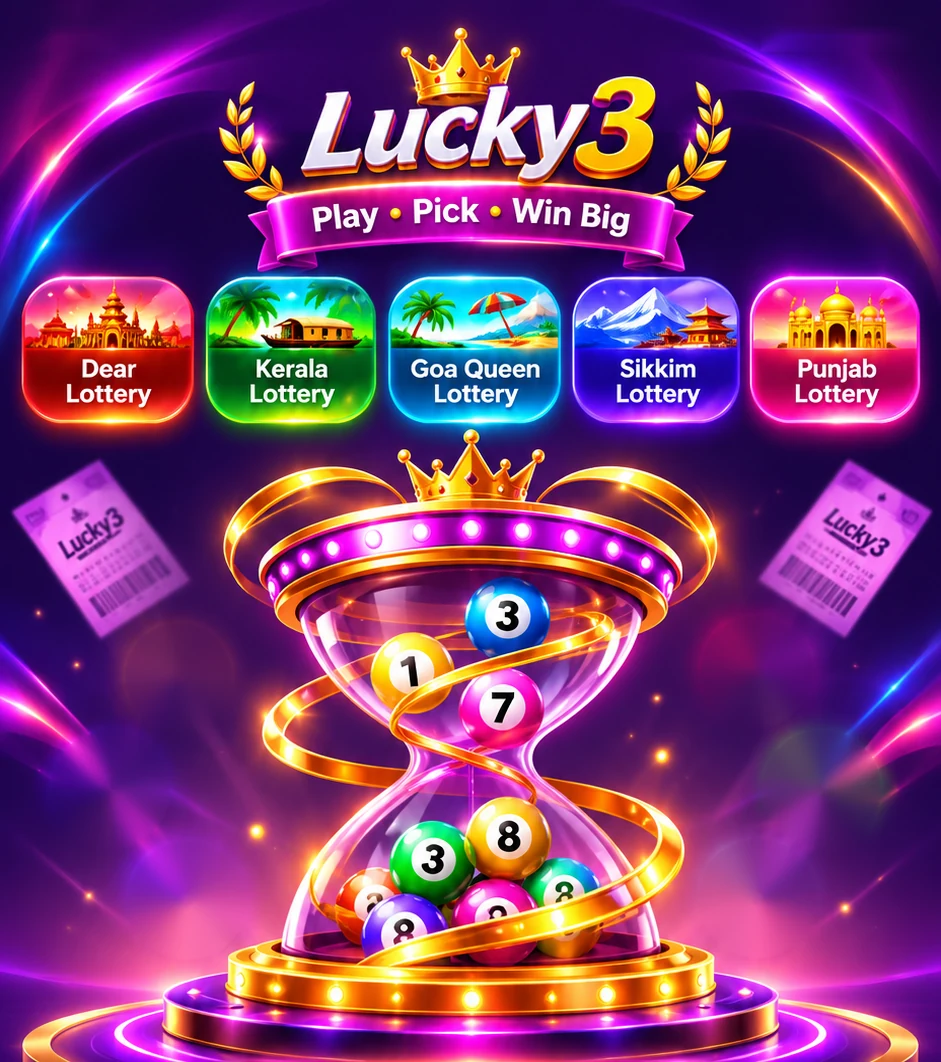 Lucky3
Play • Pick • Win Big
Dear
Lottery
Kerala
Lottery
Goa Queen
Lottery
Sikkim
Lottery
Punjab
Lottery
Lucky3
Lucky3
3
1
7
8
3
8